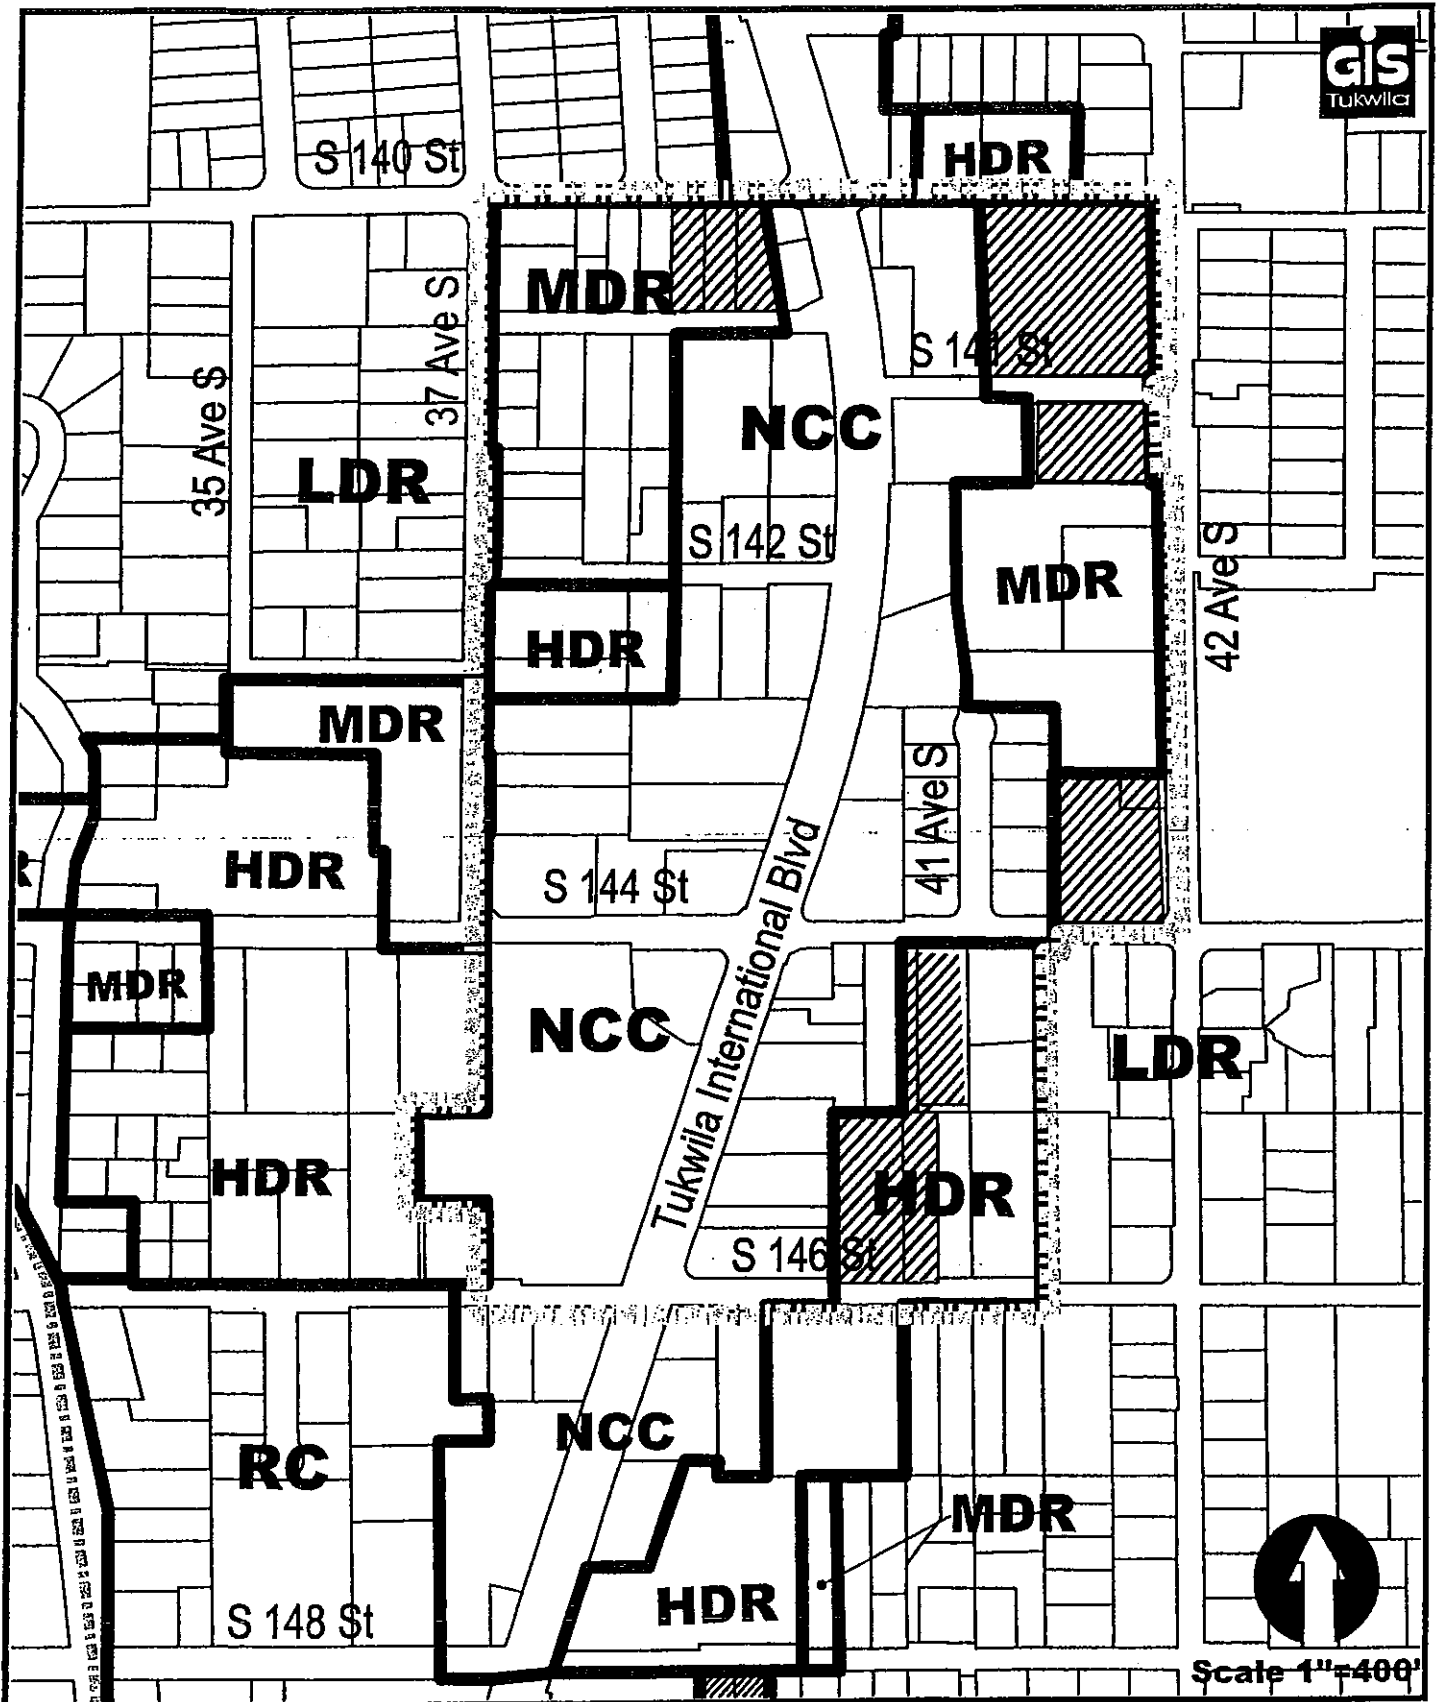 GIS
Tukwila
S 140 St
HDR
MDR
37 Ave S
S 141 St
35 Ave S
NCC
LDR
S 142 St
MDR
42 Ave S
HDR
MDR
41 Ave S
HDR
S 144 St
Tukwila International Blvd
MDR
NCC
LDR
HDR
HDR
S 146 St
NCC
RC
MDR
HDR
S 148 St
Scale 1"=400'